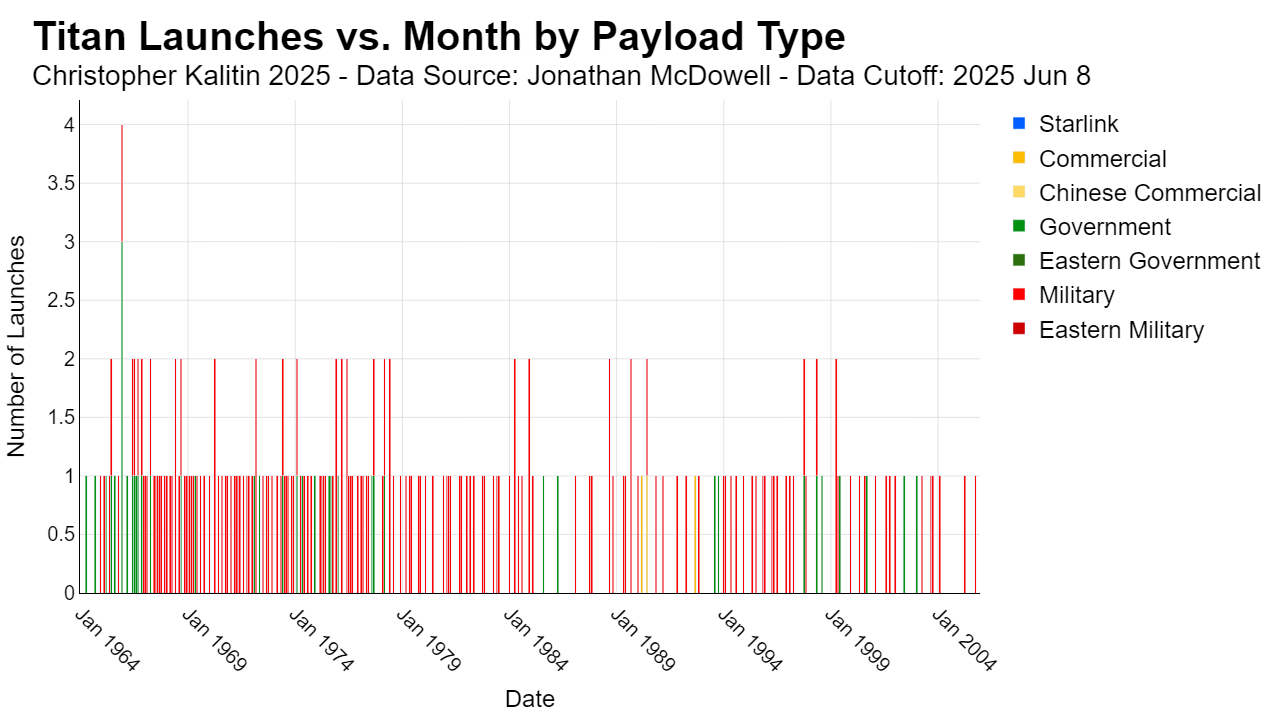 Titan Launches vs. Month by Payload Type
Christopher Kalitin 2025 - Data Source: Jonathan McDowell - Data Cutoff: 2025 Jun 8
Number of Launches
4
3.5
3
2.5
2
1.5
1
0.5
0
Jan 1964
Jan 1969
Jan 1974
Jan 1979
Jan 1984
Jan 1989
Jan 1994
Jan 1999
Jan 2004
Date
Starlink
Commercial
Chinese Commercial
Government
Eastern Government
Military
Eastern Military